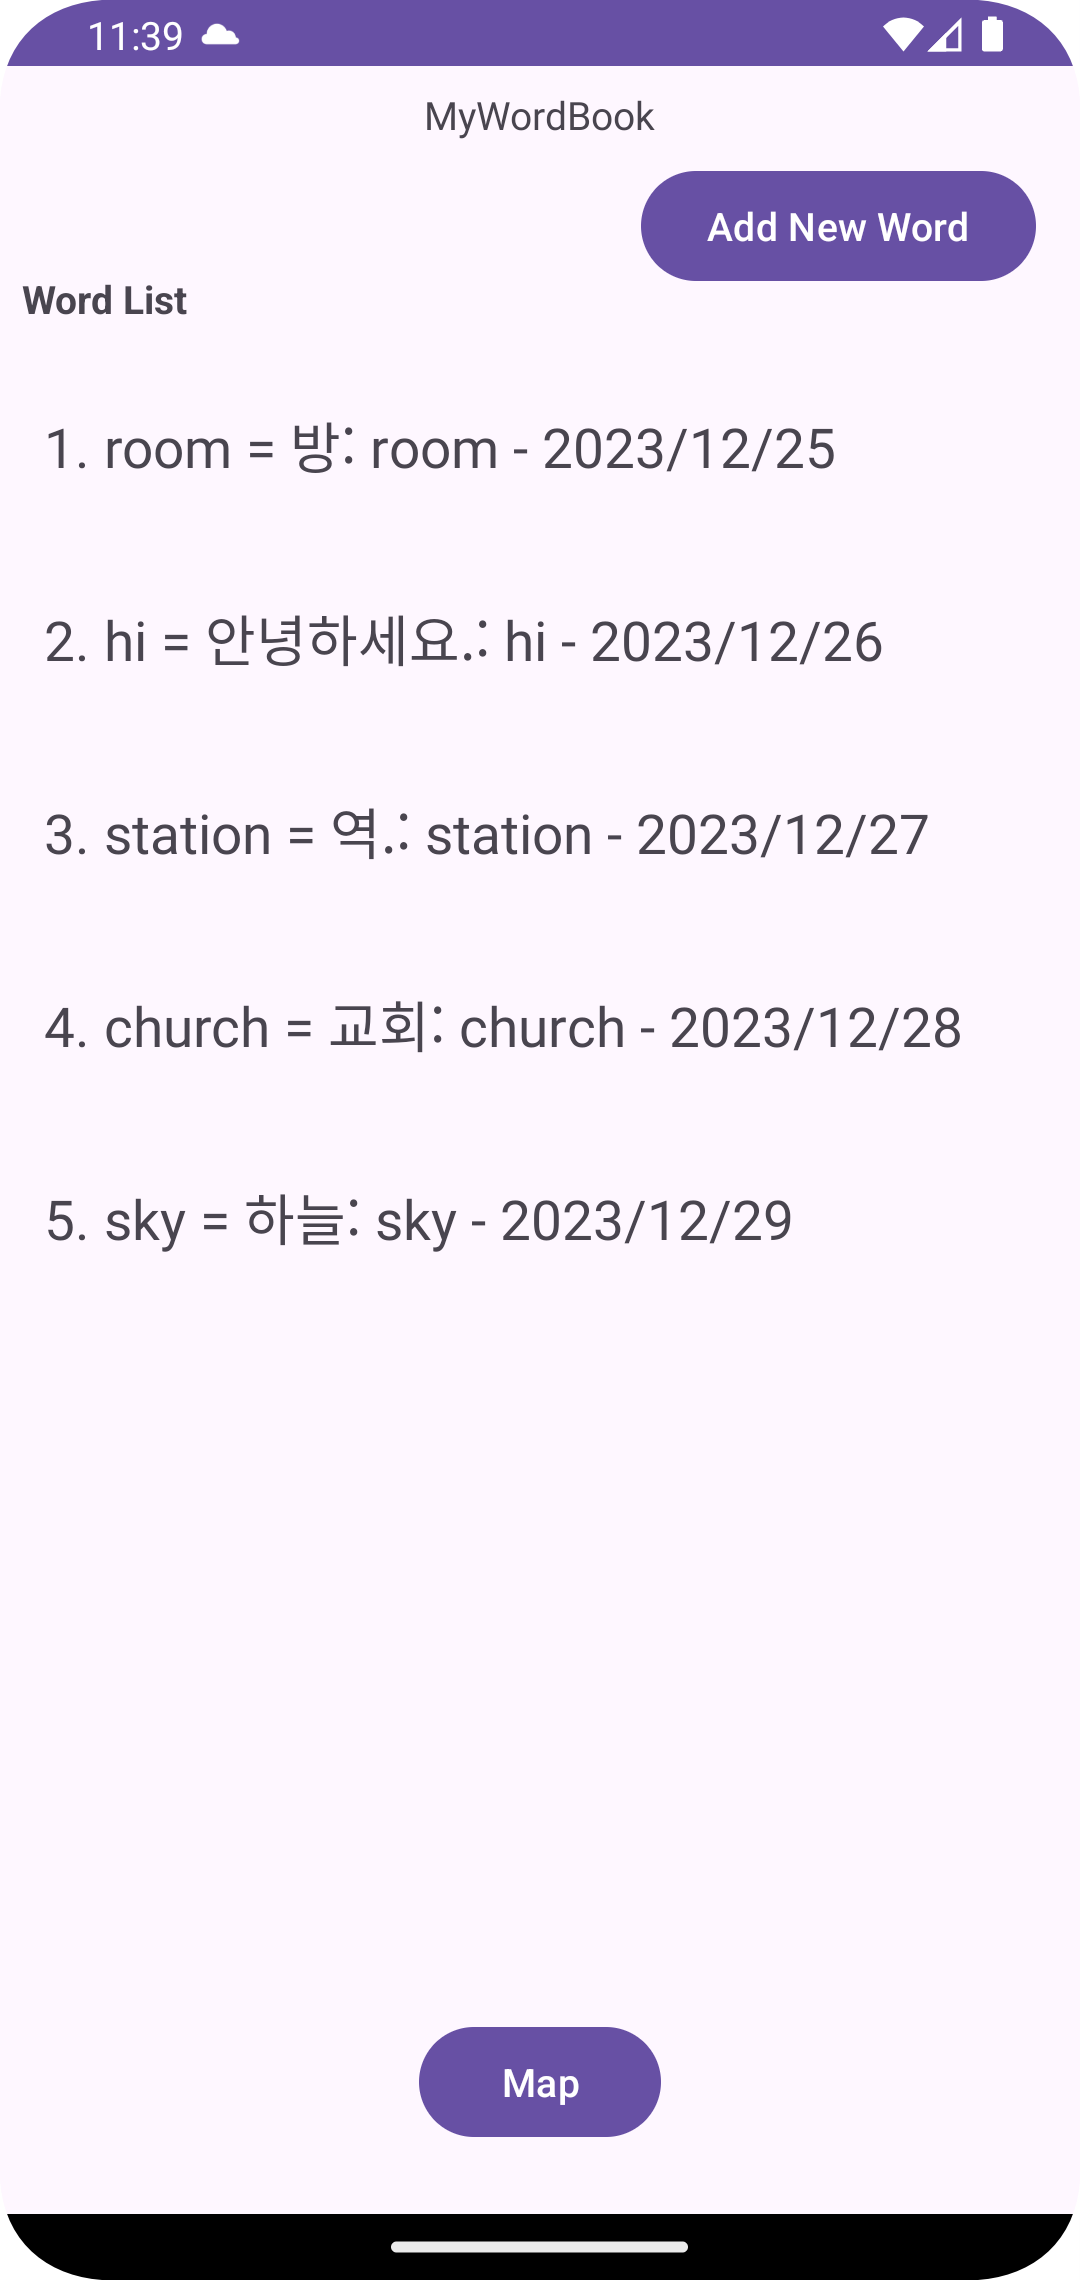 11:39
MyWordBook
Add New Word
Word List
1. room = 방: room - 2023/12/25
2. hi = 안녕하세요.: hi - 2023/12/26
3. station = 역.: station - 2023/12/27
4. church = 교회: church - 2023/12/28
5. sky = 하늘: sky - 2023/12/29
Map